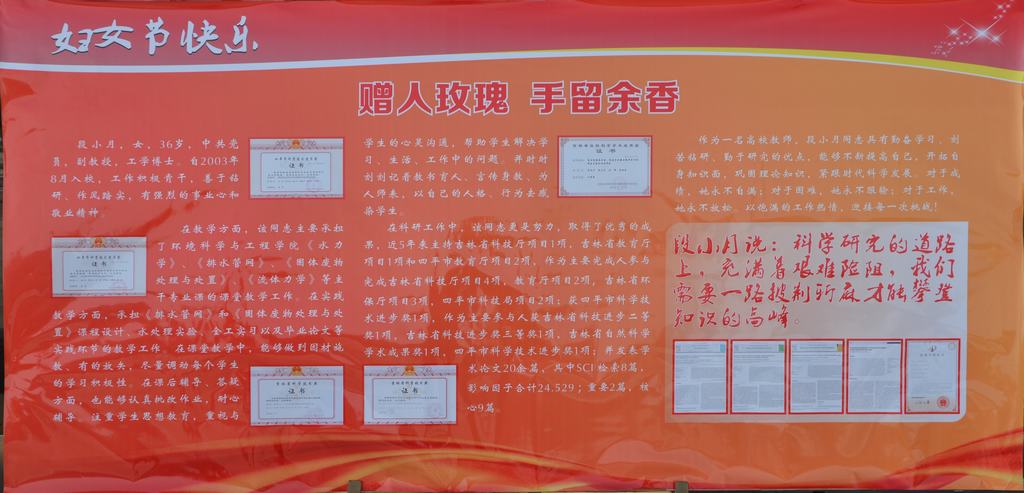 妇女节快乐
赠人玫瑰 手留余香
段小月，女，36岁，中共党
员，副教授，工学博士。自2003年
8月入校，工作积极肯干，善于钻
研、作风踏实，有强烈的事业心和
敬业精神。
在教学方面，该同志主要承担
了环境科学与工程学院《水力
学》、《排水管网》、《固体废物
处理与处置》《流体力学》等主
干专业课的课堂教学工作。在实践
教学方面，承担《排水管网》和《固体废物处理与处
置》课程设计、水处理实验、金工实习以及毕业论文等
实践环节的教学工作。在课堂教学中，能够做到因材施
教、有的放矢，尽量调动每个学生
的学习积极性。在课后辅导、答疑
方面，也能够认真批改作业，耐心
辅导。注重学生思想教育，重视与
学生的心灵沟通，帮助学生解决学
习、生活、工作中的问题。并时时
刻刻记着教书育人、言传身教、为
人师表，以自己的人格、行为去感
染学生。
在科研工作中，该同志更是努力，取得了优秀的成
果，近5年来主持吉林省科技厅项目1项，吉林省教育厅
项目1项和四平市教育厅项目2项，作为主要完成人参与
完成吉林省科技厅项目4项、教育厅项目2项，吉林省环
保厅项目3项，四平市科技局项目2项；获四平市科学技
术进步奖1项，作为主要参与人获吉林省科技进步二等
奖1项，吉林省科技进步奖三等奖1项，吉林省自然科学
学术成果奖1项，四平市科学技术进步奖1项；并发表学
术论文20余篇，其中SCI检索8篇，
影响因子合计24.529；重要2篇，核
心9篇。
作为一名高校教师，段小月同志具有勤奋学习、刻
苦钻研、勤于研究的优点，能够不断提高自己，开拓自
身知识面，巩固理论知识，紧跟时代科学发展。对于成
绩，她永不自满；对于困难，她永不服输；对于工作，
她永不放松。以饱满的工作热情，迎接每一次挑战！
段小月说：科学研究的道路
上，充满着艰难险阻，我们
需要一路披荆斩麻才能攀登
知识的高峰。
证书
证书
证书
证书
证书